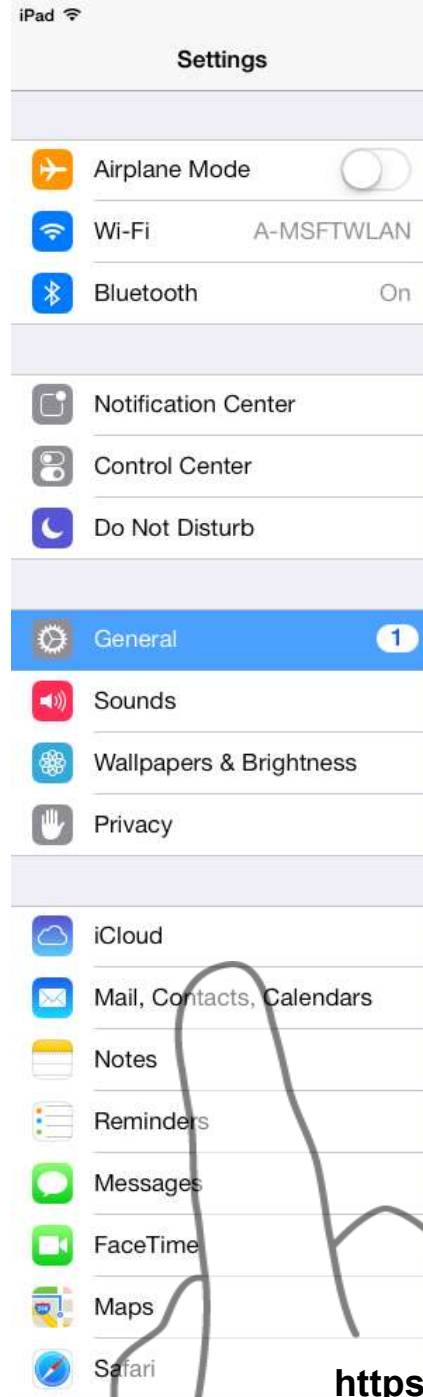 iPad
Settings
Airplane Mode
Wi-Fi A-MSFTWLAN
Bluetooth On
Notification Center
Control Center
Do Not Disturb
General 1
Sounds
Wallpapers & Brightness
Privacy
iCloud
Mail, Contacts, Calendars
Notes
Reminders
Messages
FaceTime
Maps
Safari
https